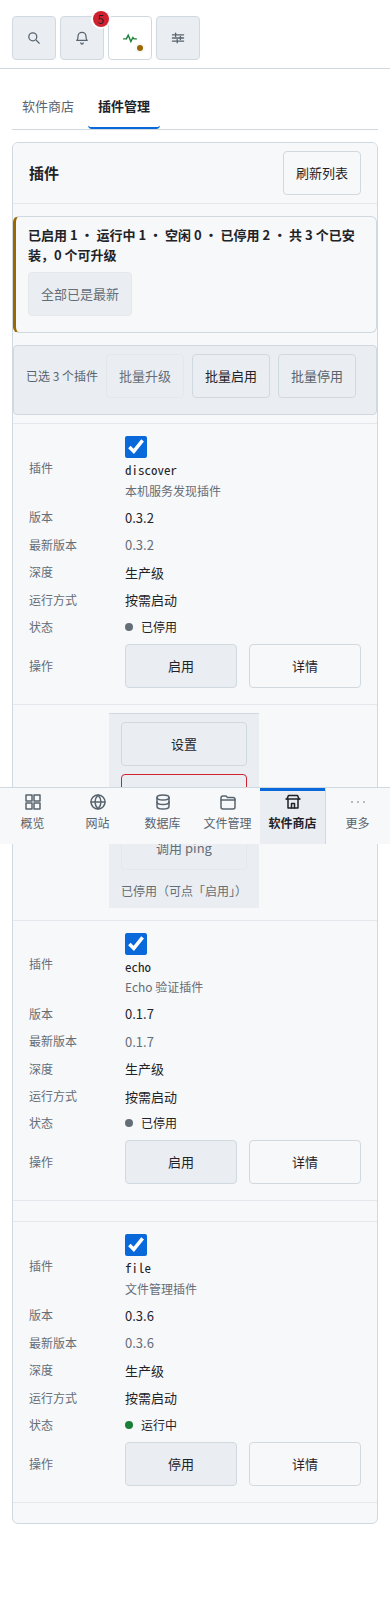 5
软件商店 插件管理
插件 刷新列表
已启用 1 · 运行中 1 · 空闲 0 · 已停用 2 · 共 3 个已安
装，0 个可升级
全部已是最新
已选 3 个插件 批量升级 批量启用 批量停用
插件 discover
本机服务发现插件
版本 0.3.2
最新版本 0.3.2
深度 生产级
运行方式 按需启动
状态 已停用
操作 启用 详情
设置
概览 网站 数据库 文件管理 软件商店 更多
调用 ping
已停用（可点「启用」）
插件 echo
Echo 验证插件
版本 0.1.7
最新版本 0.1.7
深度 生产级
运行方式 按需启动
状态 已停用
操作 启用 详情
插件 file
文件管理插件
版本 0.3.6
最新版本 0.3.6
深度 生产级
运行方式 按需启动
状态 运行中
操作 停用 详情